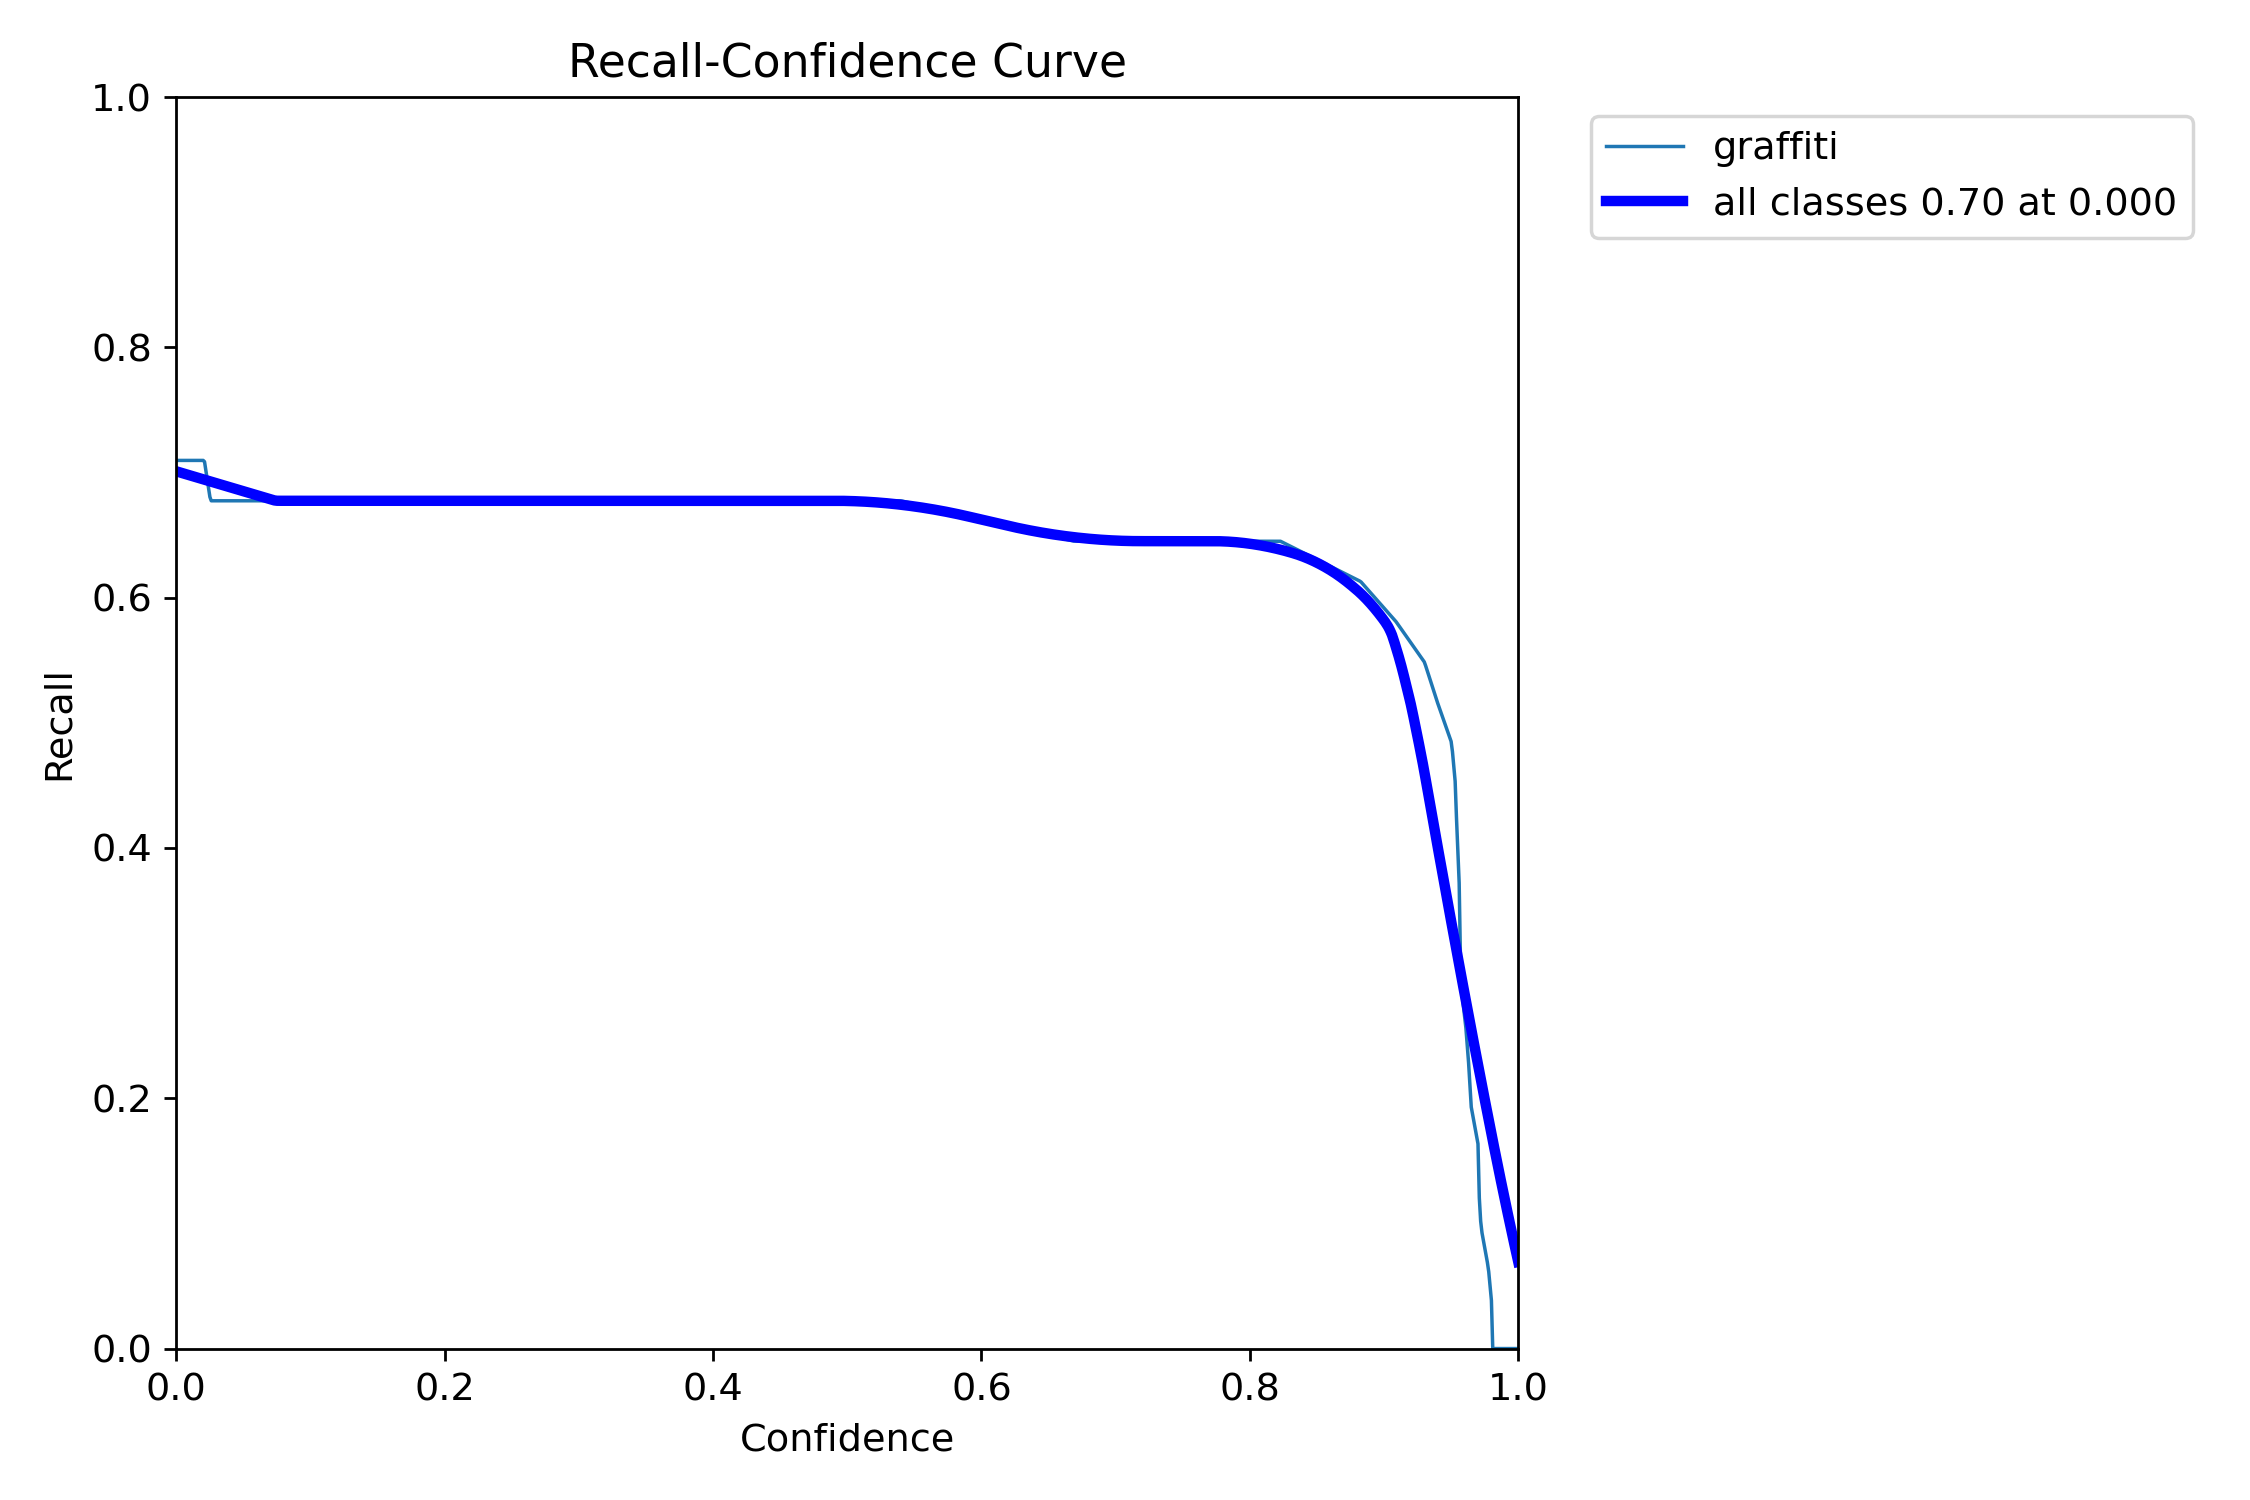 Recall-Confidence Curve
1.0
0.8
0.6
0.4
0.2
0.0
Recall
0.0 0.2 0.4 0.6 0.8 1.0
Confidence
graffiti
all classes 0.70 at 0.000